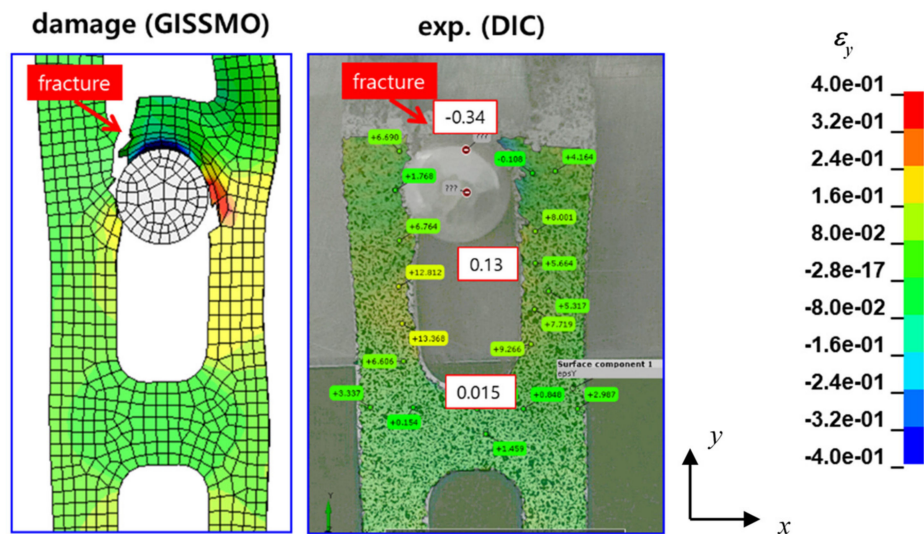 damage (GISSMO)
exp. (DIC)
fracture
fracture
-0.34
???
+6.690
-0.108
+4.164
+1.768
???
+6.764
+8.001
0.13
+5.664
+12.812
+5.317
+7.719
+13.368
+9.266
+6.606
Surface component 1
epsY
+3.337
0.015
+0.848
+2.987
+0.154
+1.459
Y
y
x
εy
4.0e-01
3.2e-01
2.4e-01
1.6e-01
8.0e-02
-2.8e-17
-8.0e-02
-1.6e-01
-2.4e-01
-3.2e-01
-4.0e-01